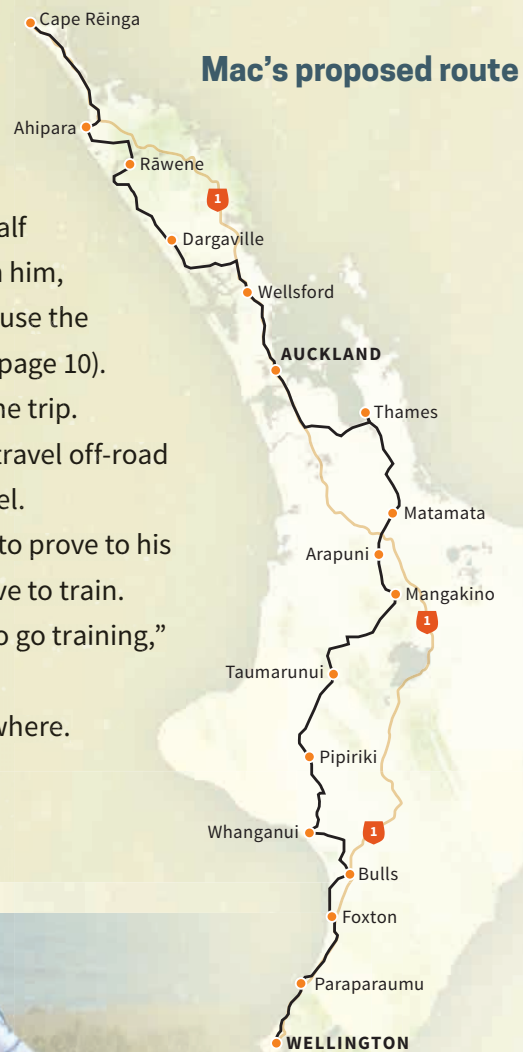 Mac’s proposed route
Cape Rēinga
Ahipara
Rāwene
1
Dargaville
Wellsford
AUCKLAND
Thames
Matamata
Arapuni
Mangakino
1
Taumarunui
Pipiriki
Whanganui
1
Bulls
Foxton
Paraparaumu
WELLINGTON
alf
him,
use the
page 10).
trip.
travel off-road
to prove to his
ve to train.
go training,”
where.